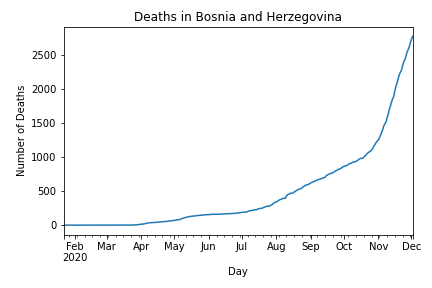 Deaths in Bosnia and Herzegovina
Number of Deaths
2500
2000
1500
1000
500
0
Feb Mar Apr May Jun Jul Aug Sep Oct Nov Dec
2020
Day